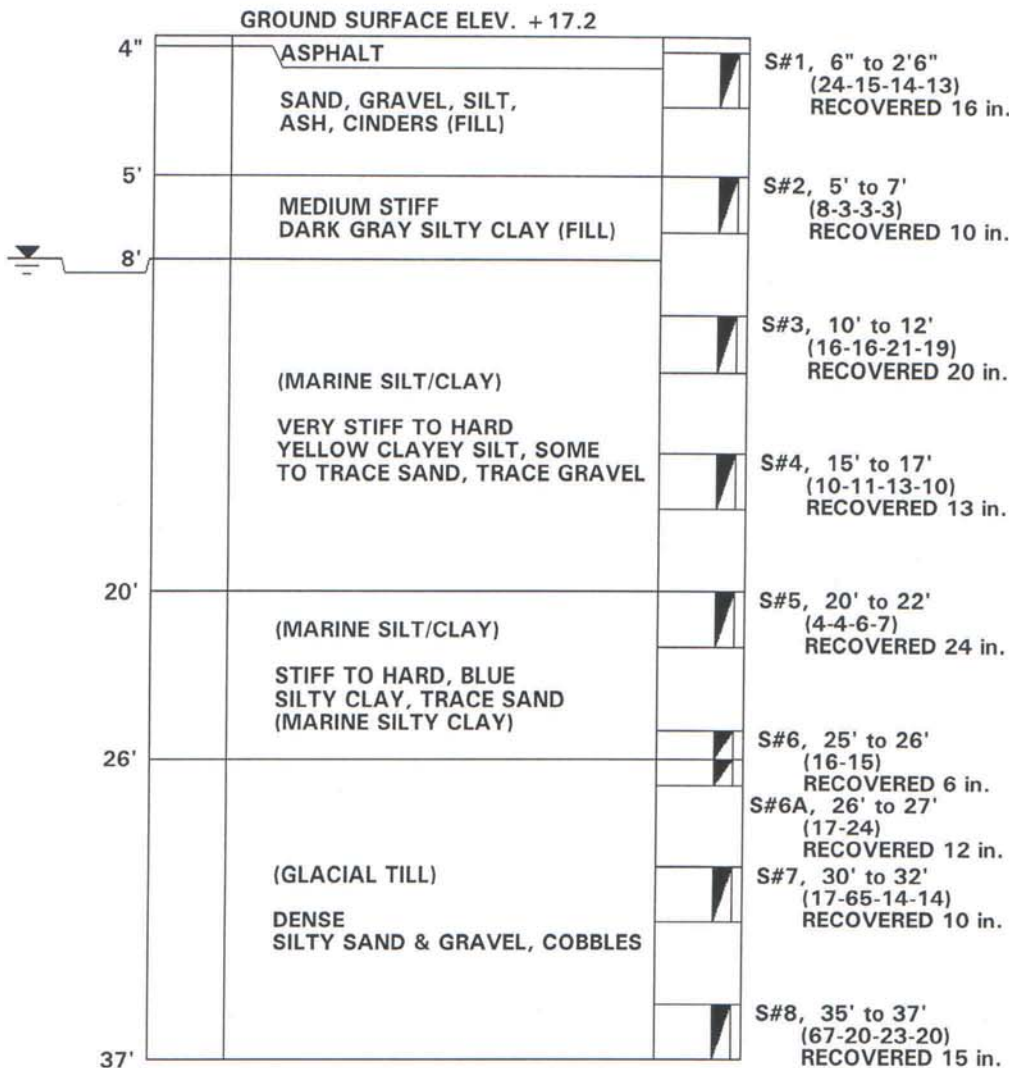 GROUND SURFACE ELEV. +17.2
4"
ASPHALT
S#1, 6" to 2'6"
(24-15-14-13)
RECOVERED 16 in.
SAND, GRAVEL, SILT,
ASH, CINDERS (FILL)
5'
S#2, 5' to 7'
(8-3-3-3)
RECOVERED 10 in.
MEDIUM STIFF
DARK GRAY SILTY CLAY (FILL)
8'
S#3, 10' to 12'
(16-16-21-19)
RECOVERED 20 in.
(MARINE SILT/CLAY)
VERY STIFF TO HARD
YELLOW CLAYEY SILT, SOME
TO TRACE SAND, TRACE GRAVEL
S#4, 15' to 17'
(10-11-13-10)
RECOVERED 13 in.
20'
S#5, 20' to 22'
(4-4-6-7)
RECOVERED 24 in.
(MARINE SILT/CLAY)
STIFF TO HARD, BLUE
SILTY CLAY, TRACE SAND
(MARINE SILTY CLAY)
S#6, 25' to 26'
(16-15)
RECOVERED 6 in.
26'
S#6A, 26' to 27'
(17-24)
RECOVERED 12 in.
(GLACIAL TILL)
S#7, 30' to 32'
(17-65-14-14)
RECOVERED 10 in.
DENSE
SILTY SAND & GRAVEL, COBBLES
S#8, 35' to 37'
(67-20-23-20)
RECOVERED 15 in.
37'